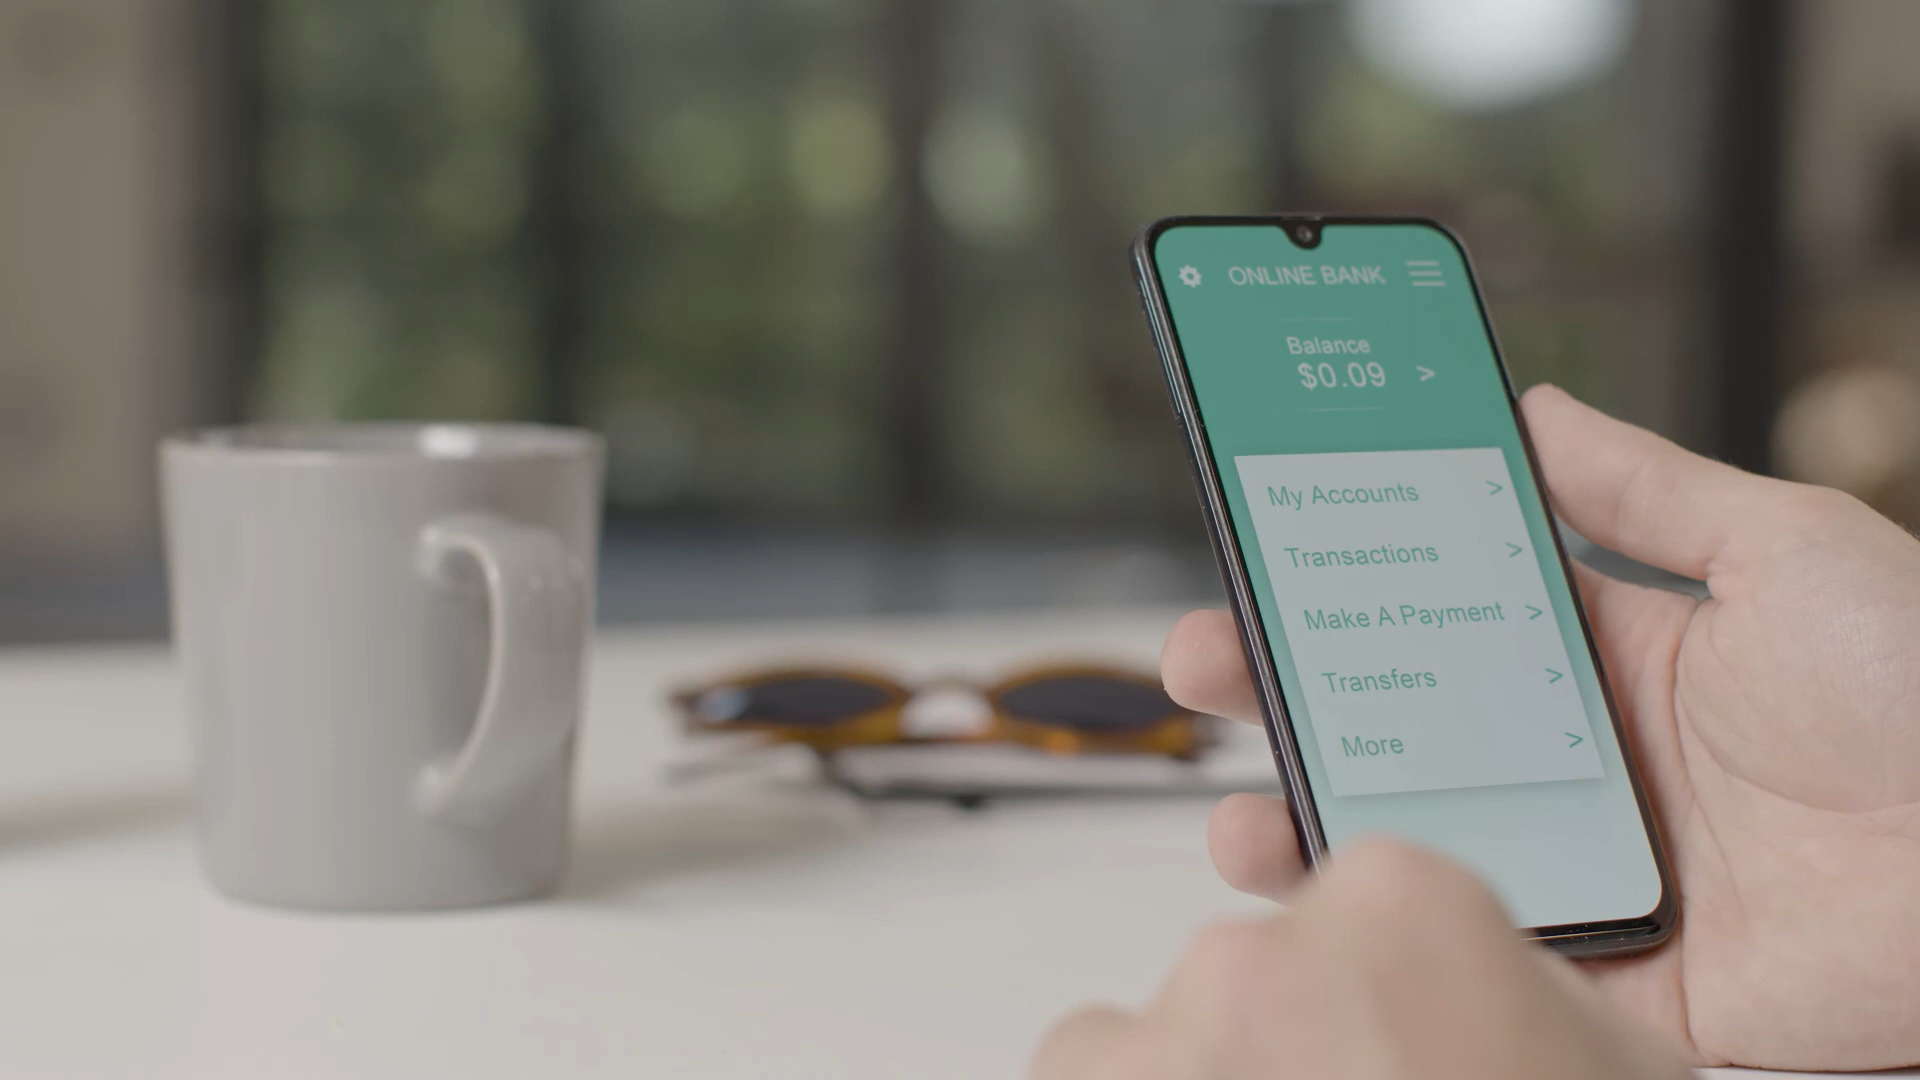 ONLINE BANK
Balance
$0.09 >
My Accounts >
Transactions >
Make A Payment >
Transfers >
More >